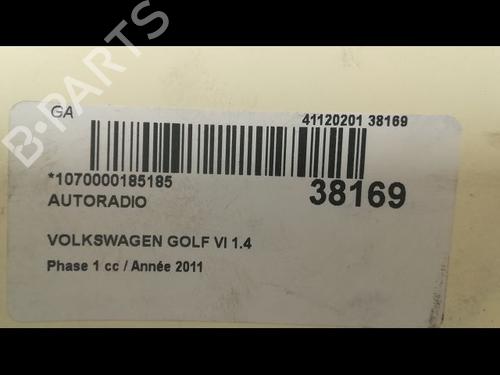 GA
41120201 38169
*1070000185185
38169
AUTORADIO
VOLKSWAGEN GOLF VI 1.4
Phase 1 cc / Année 2011
B-PARTS